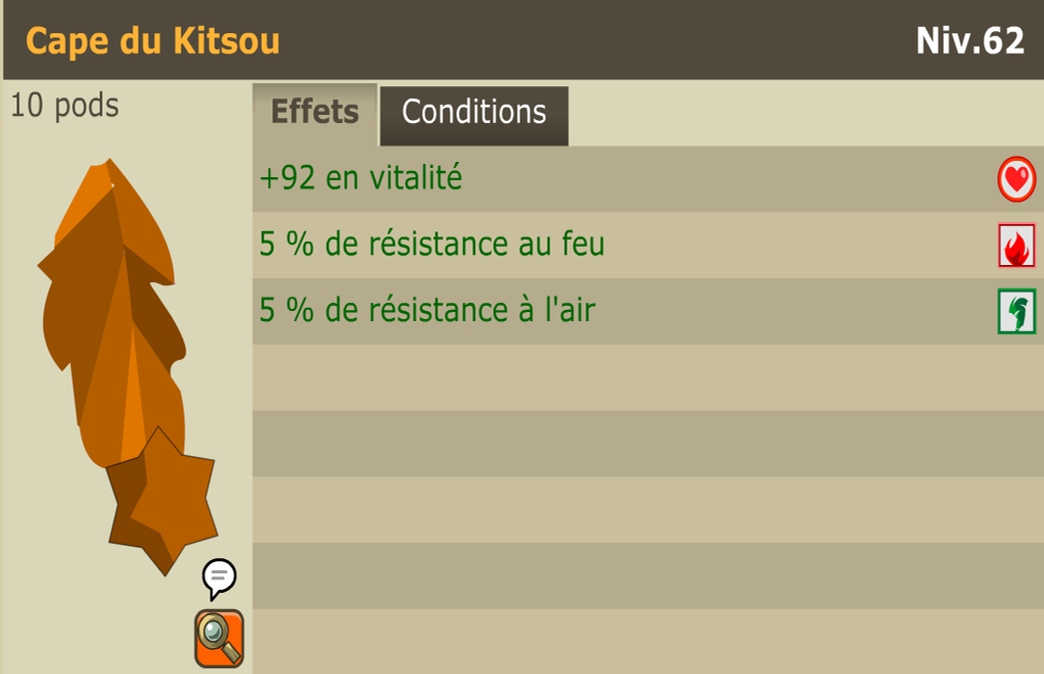 Cape du Kitsou
Niv.62
10 pods
Effets
Conditions
+92 en vitalité
5 % de résistance au feu
5 % de résistance à l'air